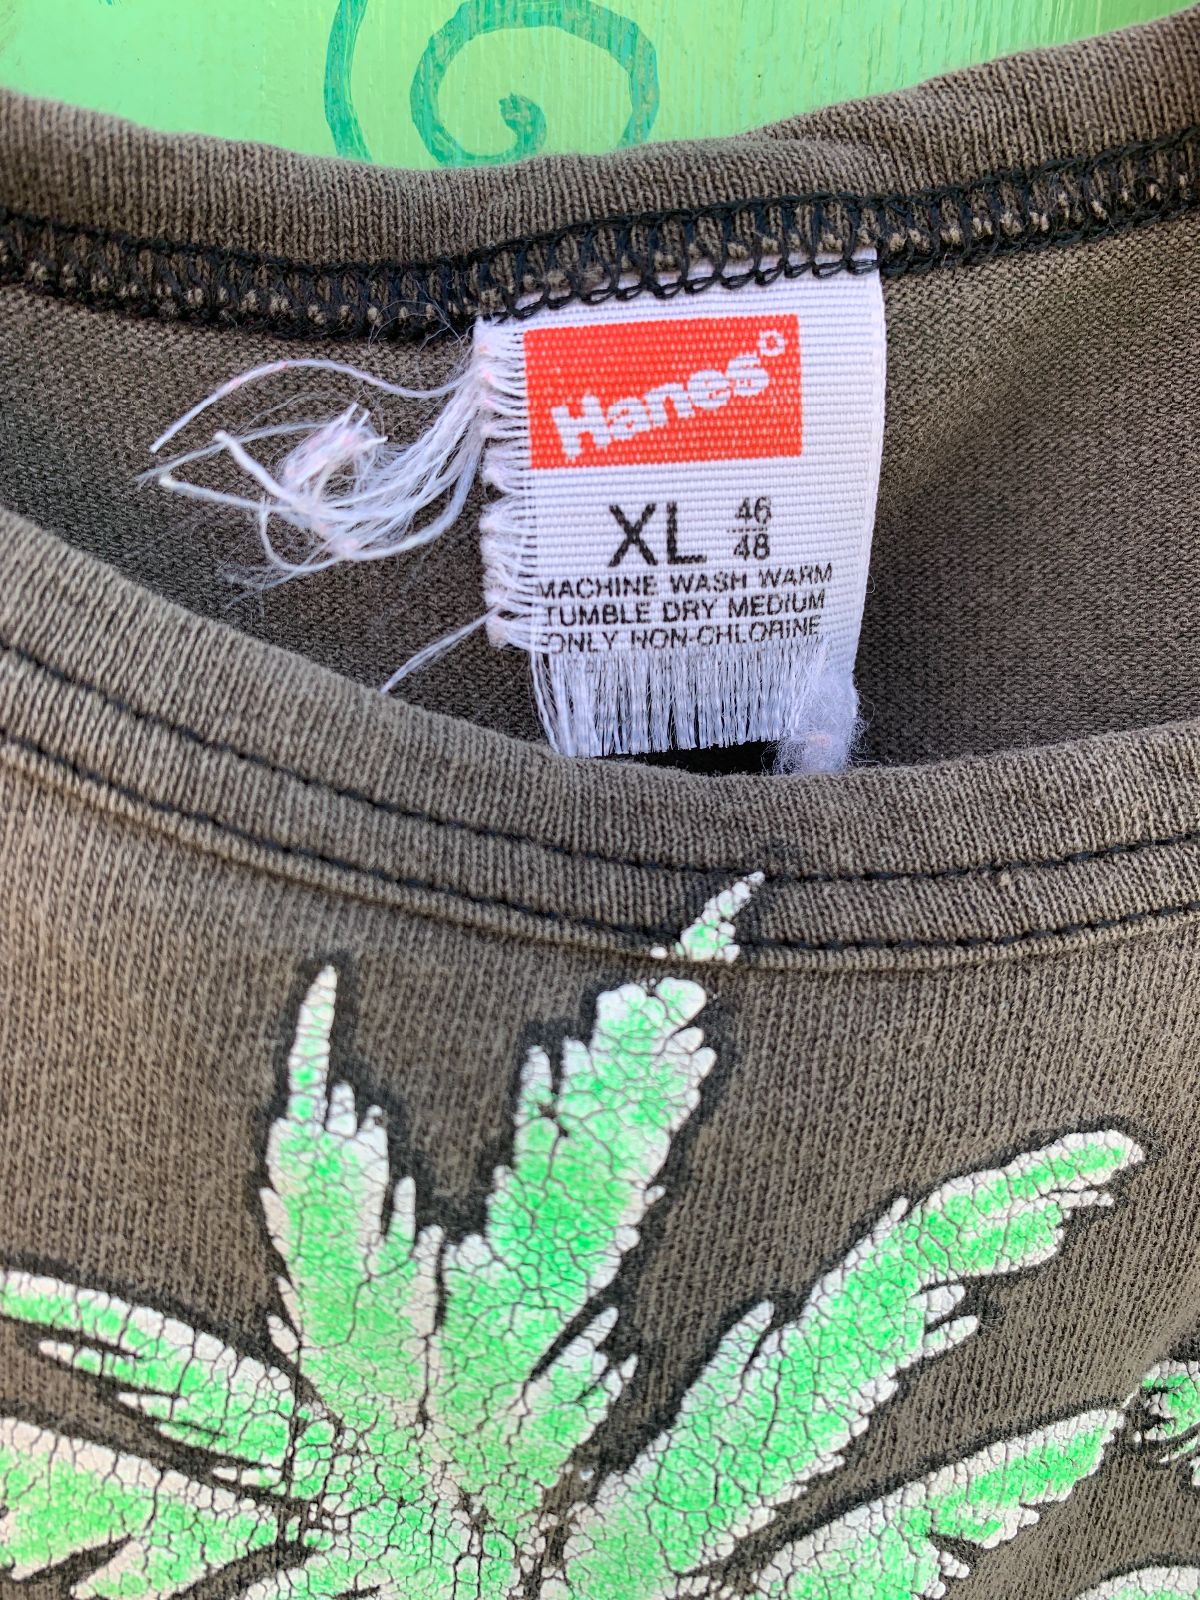 Hanes
XL 46
48
MACHINE WASH WARM
TUMBLE DRY MEDIUM
ONLY NON-CHLORINE